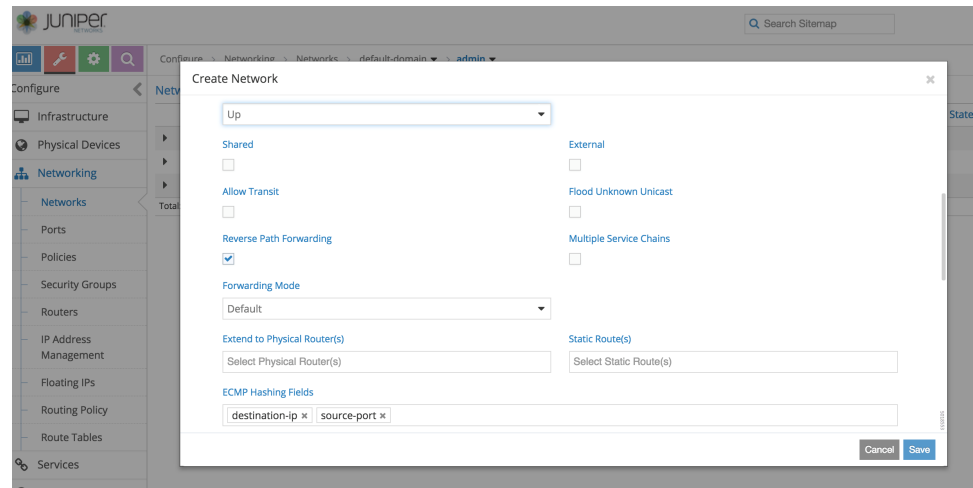 JUNIPER
NETWORKS
Search Sitemap
Configure > Networking > Networks > default-domain > admin
Configure
Netw
Create Network
State
Infrastructure
Up
Physical Devices
Shared
External
Networking
Allow Transit
Flood Unknown Unicast
Networks
Total
Ports
Reverse Path Forwarding
Multiple Service Chains
Policies
Security Groups
Forwarding Mode
Routers
Default
IP Address
Management
Extend to Physical Router(s)
Static Route(s)
Select Physical Router(s)
Select Static Route(s)
Floating IPs
ECMP Hashing Fields
Routing Policy
destination-ip × source-port ×
Route Tables
Cancel Save
Services